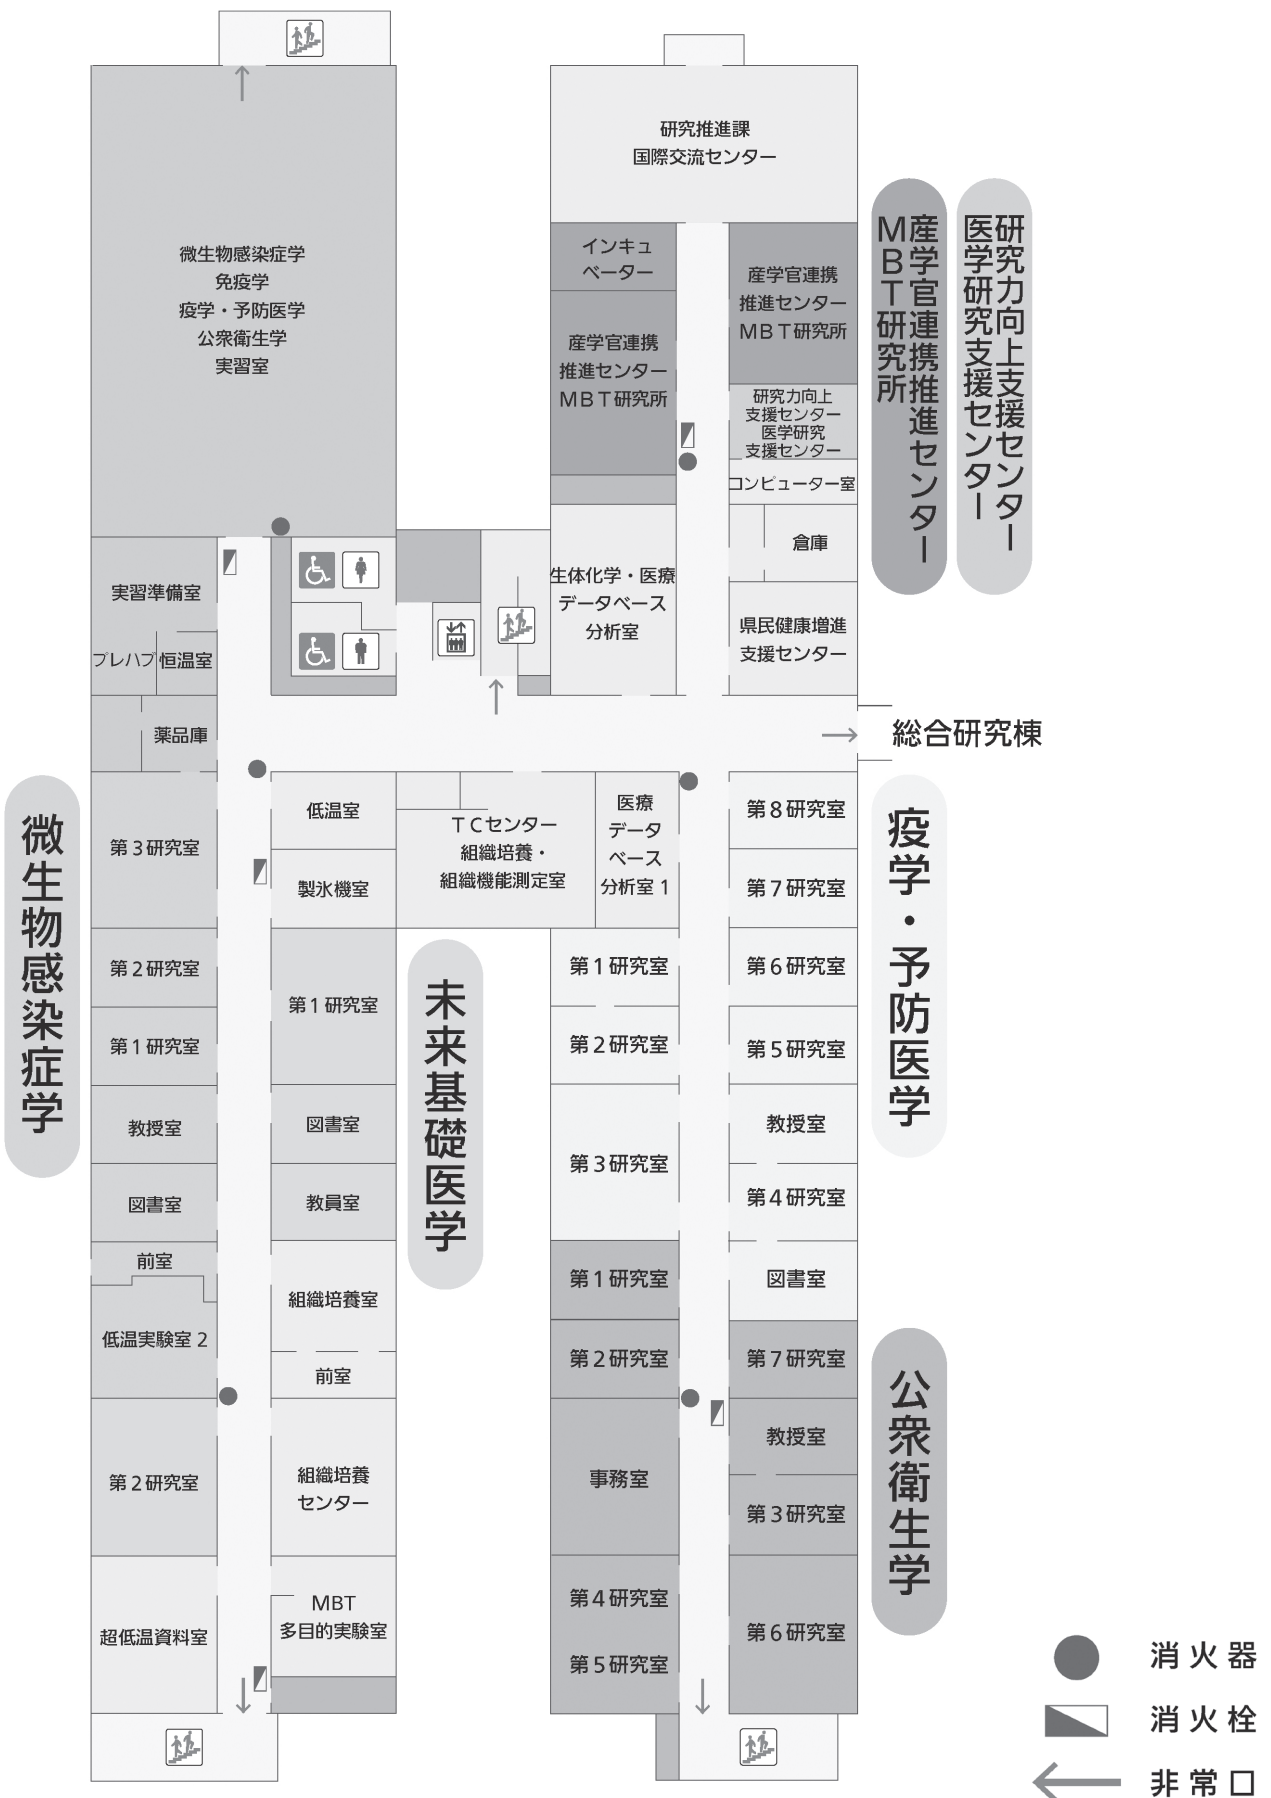 研究推進課
国際交流センター
微生物感染症学
免疫学
疫学・予防医学
公衆衛生学
実習室
インキュ
ベーター
産学官連携
推進センター
MBT研究所
産学官連携
推進センター
MBT研究所
研究力向上
支援センター
医学研究
支援センター
コンピューター室
産学官連携推進センター
MBT研究所
研究力向上支援センター
医学研究支援センター
倉庫
生体化学・医療
データベース
分析室
県民健康増進
支援センター
実習準備室
プレハブ
恒温室
薬品庫
総合研究棟
微生物感染症学
第3研究室
第2研究室
第1研究室
教授室
図書室
前室
低温実験室2
第2研究室
超低温資料室
低温室
製氷機室
第1研究室
図書室
教員室
組織培養室
前室
組織培養
センター
MBT
多目的実験室
未来基礎医学
TCセンター
組織培養・
組織機能測定室
医療
データ
ベース
分析室1
第1研究室
第2研究室
第3研究室
第1研究室
第2研究室
事務室
第4研究室
第5研究室
第8研究室
第7研究室
第6研究室
第5研究室
教授室
第4研究室
図書室
第7研究室
教授室
第3研究室
第6研究室
疫学・予防医学
公衆衛生学
消火器
消火栓
非常口